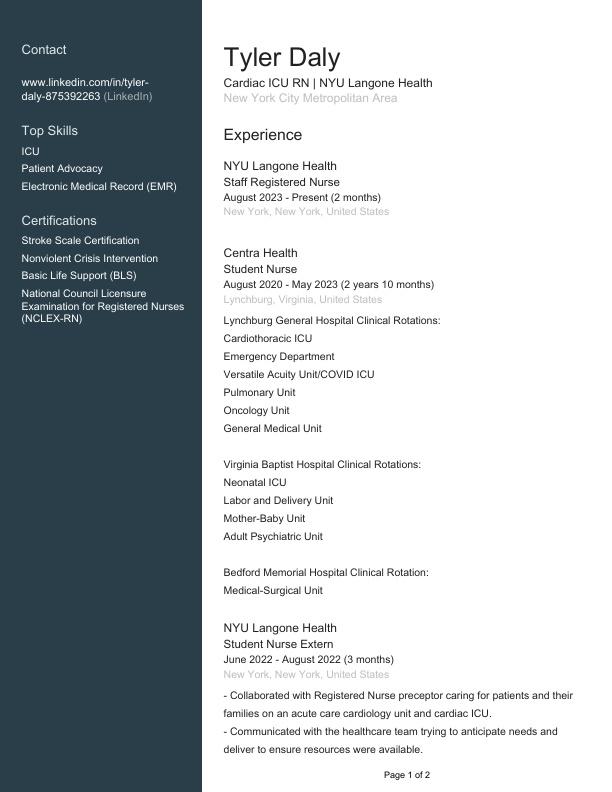 Contact
www.linkedin.com/in/tyler-
daly-875392263 (LinkedIn)
Top Skills
ICU
Patient Advocacy
Electronic Medical Record (EMR)
Certifications
Stroke Scale Certification
Nonviolent Crisis Intervention
Basic Life Support (BLS)
National Council Licensure
Examination for Registered Nurses
(NCLEX-RN)
Tyler Daly
Cardiac ICU RN | NYU Langone Health
New York City Metropolitan Area
Experience
NYU Langone Health
Staff Registered Nurse
August 2023 - Present (2 months)
New York, New York, United States
Centra Health
Student Nurse
August 2020 - May 2023 (2 years 10 months)
Lynchburg, Virginia, United States
Lynchburg General Hospital Clinical Rotations:
Cardiothoracic ICU
Emergency Department
Versatile Acuity Unit/COVID ICU
Pulmonary Unit
Oncology Unit
General Medical Unit
Virginia Baptist Hospital Clinical Rotations:
Neonatal ICU
Labor and Delivery Unit
Mother-Baby Unit
Adult Psychiatric Unit
Bedford Memorial Hospital Clinical Rotation:
Medical-Surgical Unit
NYU Langone Health
Student Nurse Extern
June 2022 - August 2022 (3 months)
New York, New York, United States
- Collaborated with Registered Nurse preceptor caring for patients and their
families on an acute care cardiology unit and cardiac ICU.
- Communicated with the healthcare team trying to anticipate needs and
deliver to ensure resources were available.
Page 1 of 2